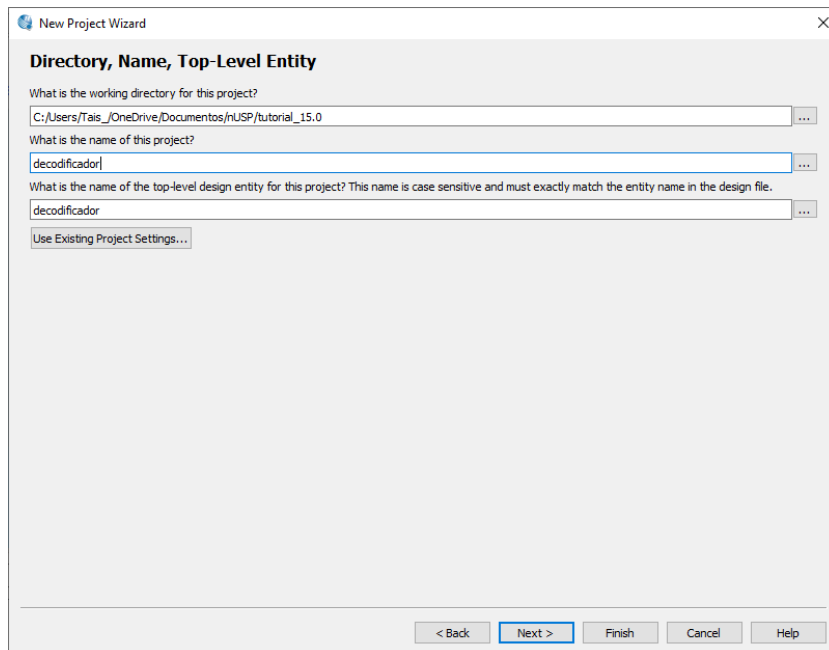 New Project Wizard
Directory, Name, Top-Level Entity
What is the working directory for this project?
C:/Users/Tais_/OneDrive/Documentos/nUSP/tutorial_15.0
...
What is the name of this project?
decodificador
...
What is the name of the top-level design entity for this project? This name is case sensitive and must exactly match the entity name in the design file.
decodificador
...
Use Existing Project Settings...
< Back Next > Finish Cancel Help